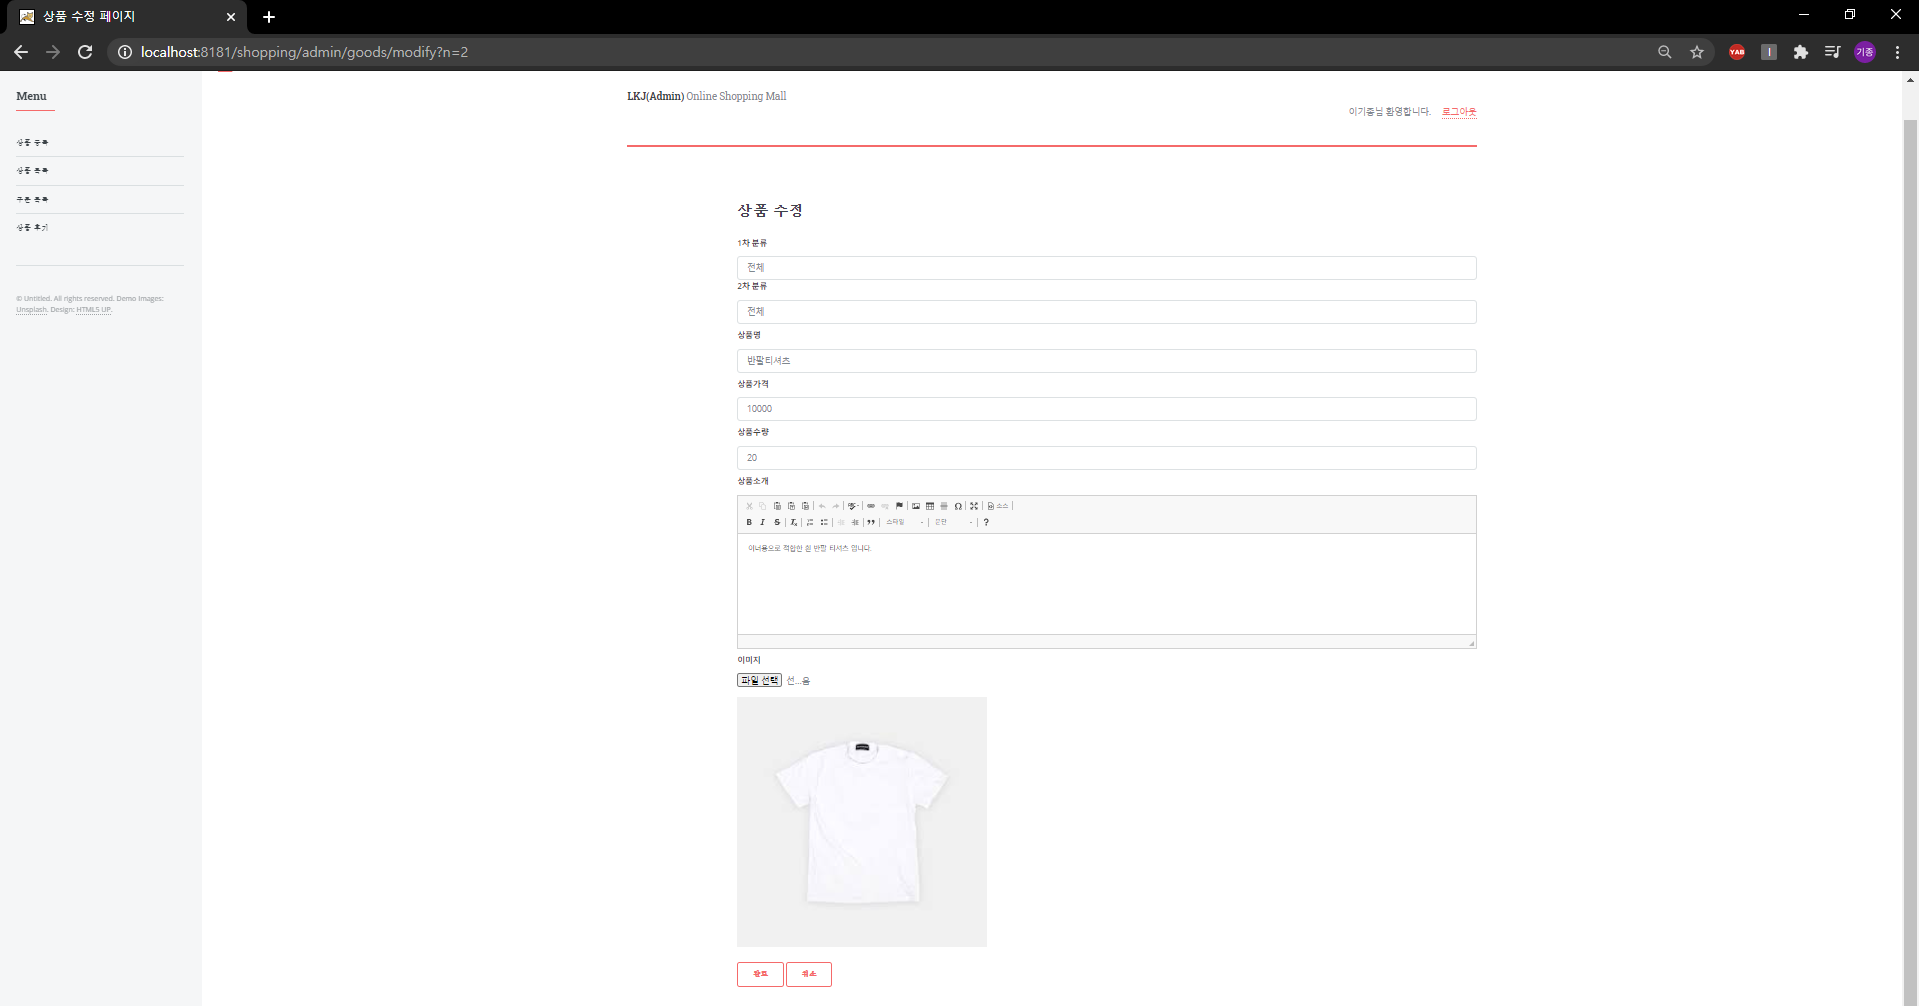 상품 수정 페이지
localhost:8181/shopping/admin/goods/modify?n=2
YAB
기종
Menu
상품 등록
상품 목록
주문 목록
상품 후기
© Untitled. All rights reserved. Demo Images:
Unsplash. Design: HTML5 UP.
LKJ(Admin) Online Shopping Mall
이기종님 환영합니다. 로그아웃
상품 수정
1차 분류
전체
2차 분류
전체
상품명
반팔티셔츠
상품가격
10000
상품수량
20
상품소개
소스
B I S 스타일 문단 ?
이너용으로 적합한 흰 반팔 티셔츠 입니다.
이미지
파일 선택 선...음
완료 취소